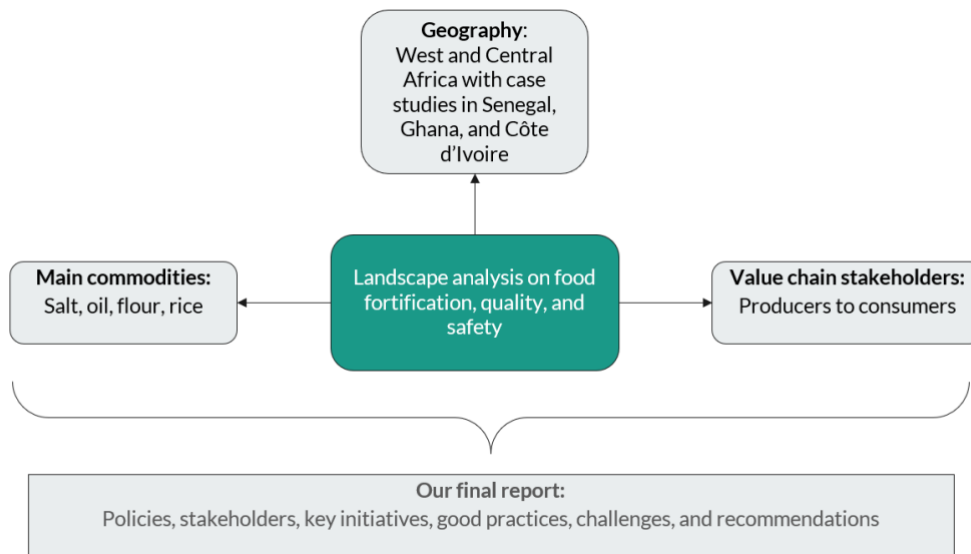 Geography:
West and Central
Africa with case
studies in Senegal,
Ghana, and Côte
d’Ivoire
Main commodities:
Salt, oil, flour, rice
Landscape analysis on food
fortification, quality, and
safety
Value chain stakeholders:
Producers to consumers
Our final report:
Policies, stakeholders, key initiatives, good practices, challenges, and recommendations